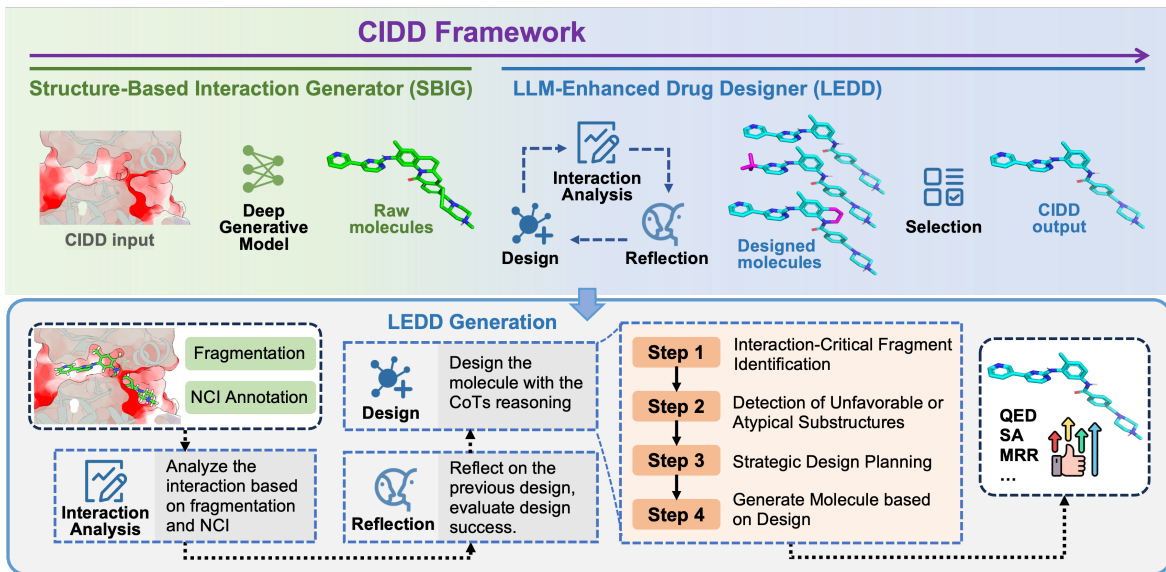 CIDD Framework
Structure-Based Interaction Generator (SBIG)
LLM-Enhanced Drug Designer (LEDD)
CIDD input
Deep
Generative
Model
Raw
molecules
Interaction
Analysis
Design
Reflection
Designed
molecules
Selection
CIDD
output
LEDD Generation
Fragmentation
NCI Annotation
Interaction
Analysis
Analyze the
interaction based
on fragmentation
and NCI
Design
Design the
molecule with the
CoTs reasoning
Reflection
Reflect on the
previous design,
evaluate design
success.
Step 1
Interaction-Critical Fragment
Identification
Step 2
Detection of Unfavorable or
Atypical Substructures
Step 3
Strategic Design Planning
Step 4
Generate Molecule based
on Design
QED
SA
MRR
...